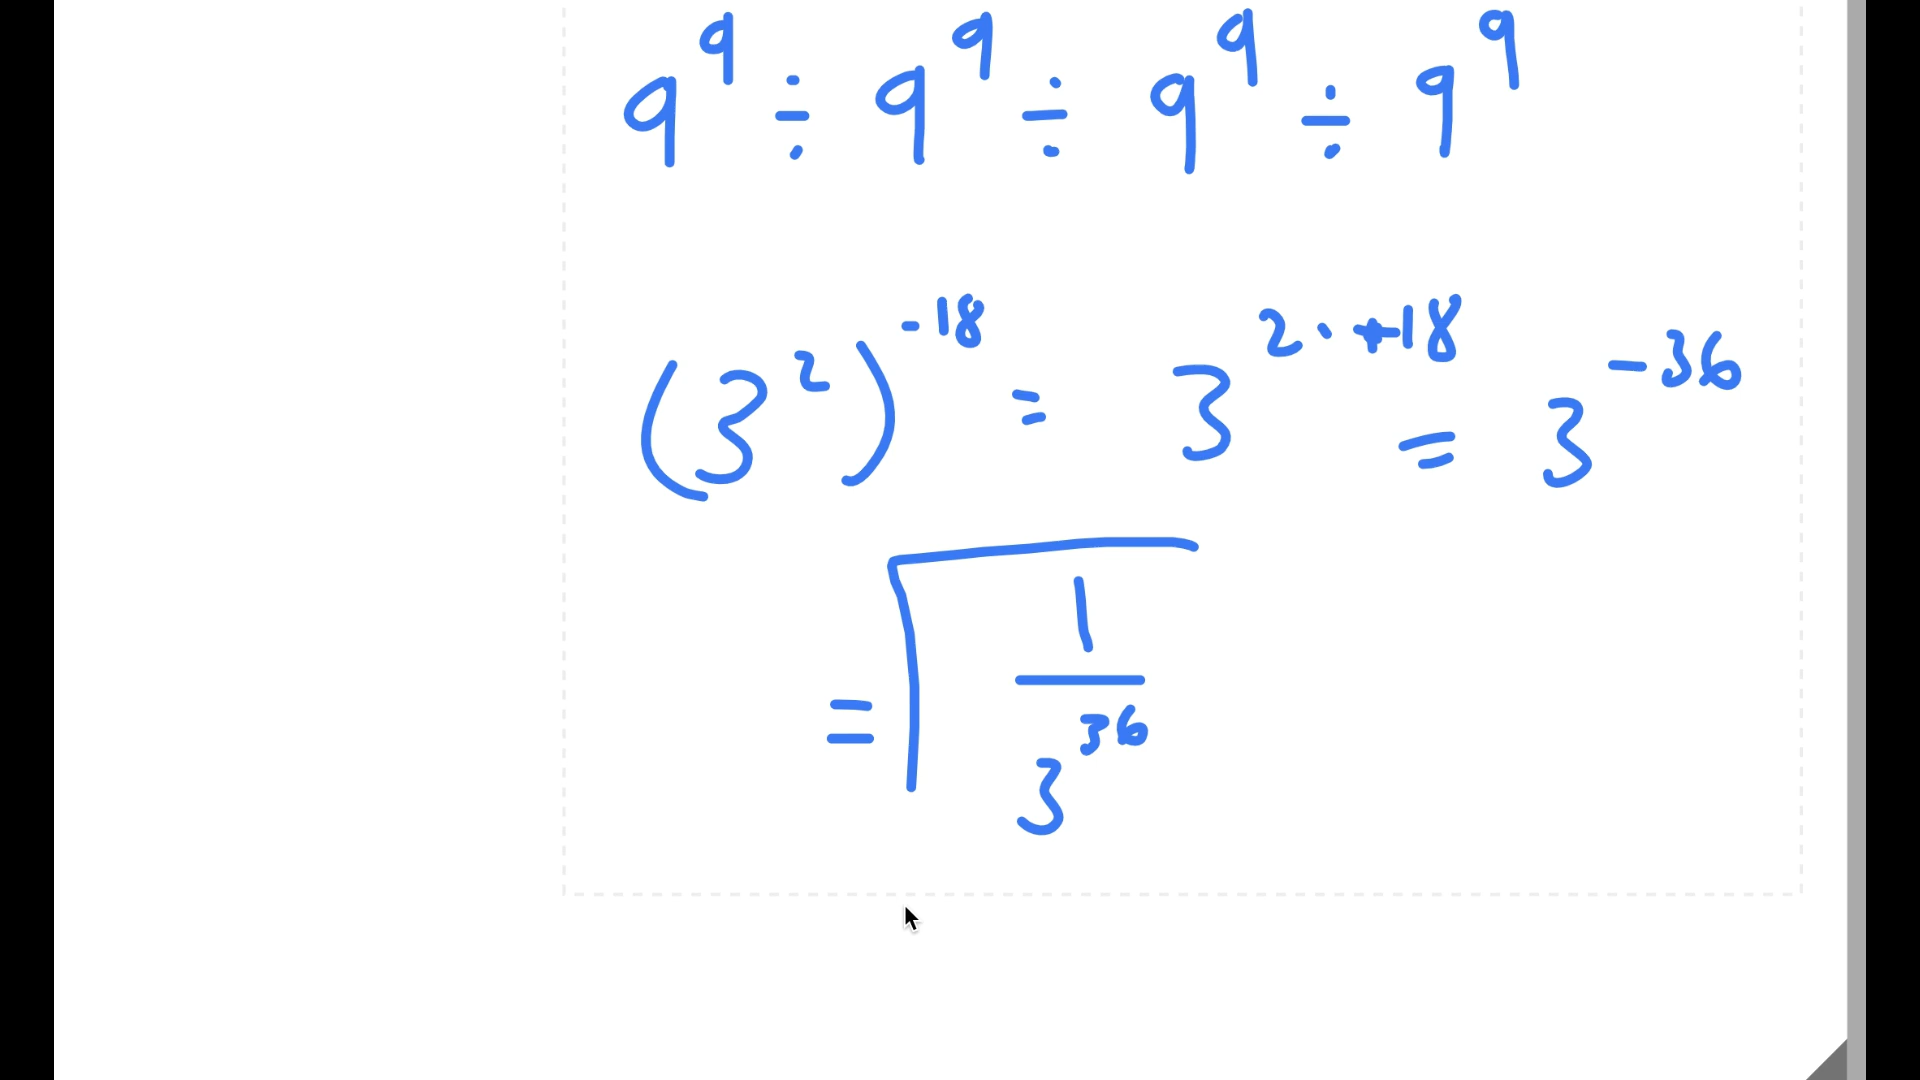 9^9 ÷ 9^9 ÷ 9^9 ÷ 9^9
(3^2)^-18 = 3^2·-18 = 3^-36
= 1/3^36